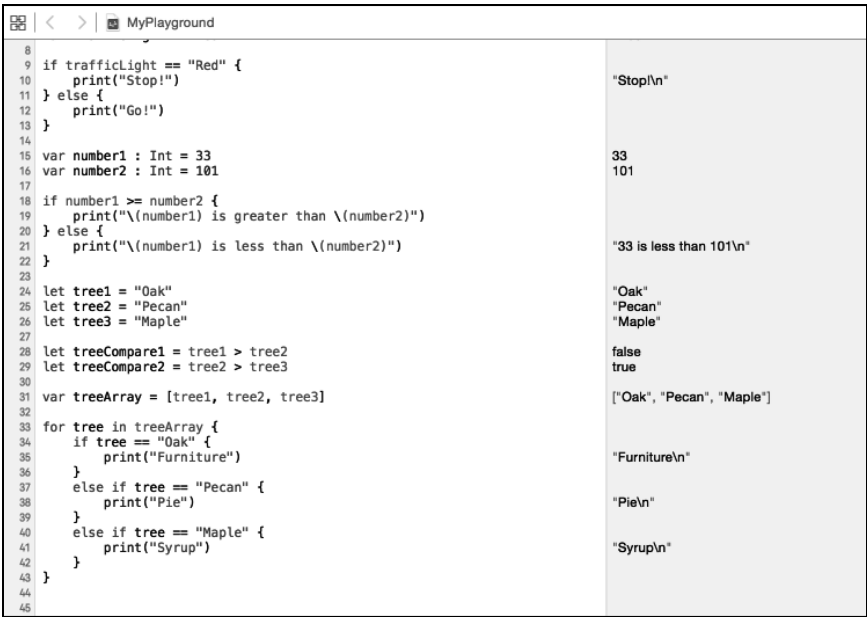 MyPlayground
8
9 if trafficLight == "Red" {
10     print("Stop!") "Stop!\n"
11 } else {
12     print("Go!")
13 }
14
15 var number1 : Int = 33 33
16 var number2 : Int = 101 101
17
18 if number1 >= number2 {
19     print("\(number1) is greater than \(number2)")
20 } else {
21     print("\(number1) is less than \(number2)") "33 is less than 101\n"
22 }
23
24 let tree1 = "Oak" "Oak"
25 let tree2 = "Pecan" "Pecan"
26 let tree3 = "Maple" "Maple"
27
28 let treeCompare1 = tree1 > tree2 false
29 let treeCompare2 = tree2 > tree3 true
30
31 var treeArray = [tree1, tree2, tree3] ["Oak", "Pecan", "Maple"]
32
33 for tree in treeArray {
34     if tree == "Oak" {
35         print("Furniture") "Furniture\n"
36     }
37     else if tree == "Pecan" {
38         print("Pie") "Pie\n"
39     }
40     else if tree == "Maple" {
41         print("Syrup") "Syrup\n"
42     }
43 }
44
45